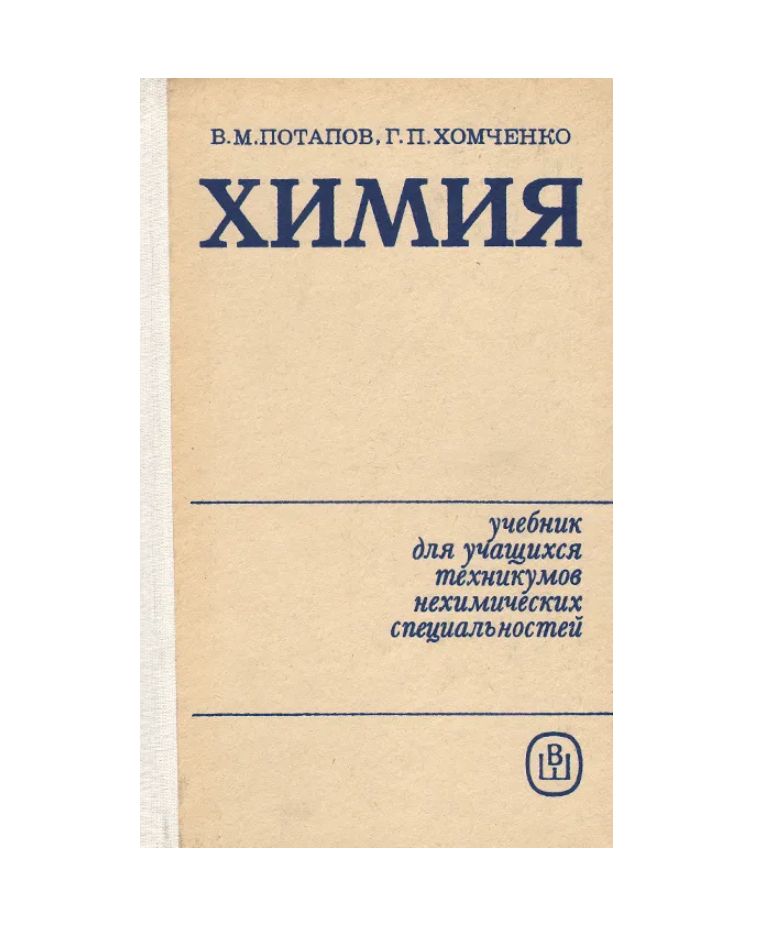 В.М.ПОТАПОВ, Г.П.ХОМЧЕНКО
ХИМИЯ
учебник
для учащихся
техникумов
нехимических
специальностей
ВШ